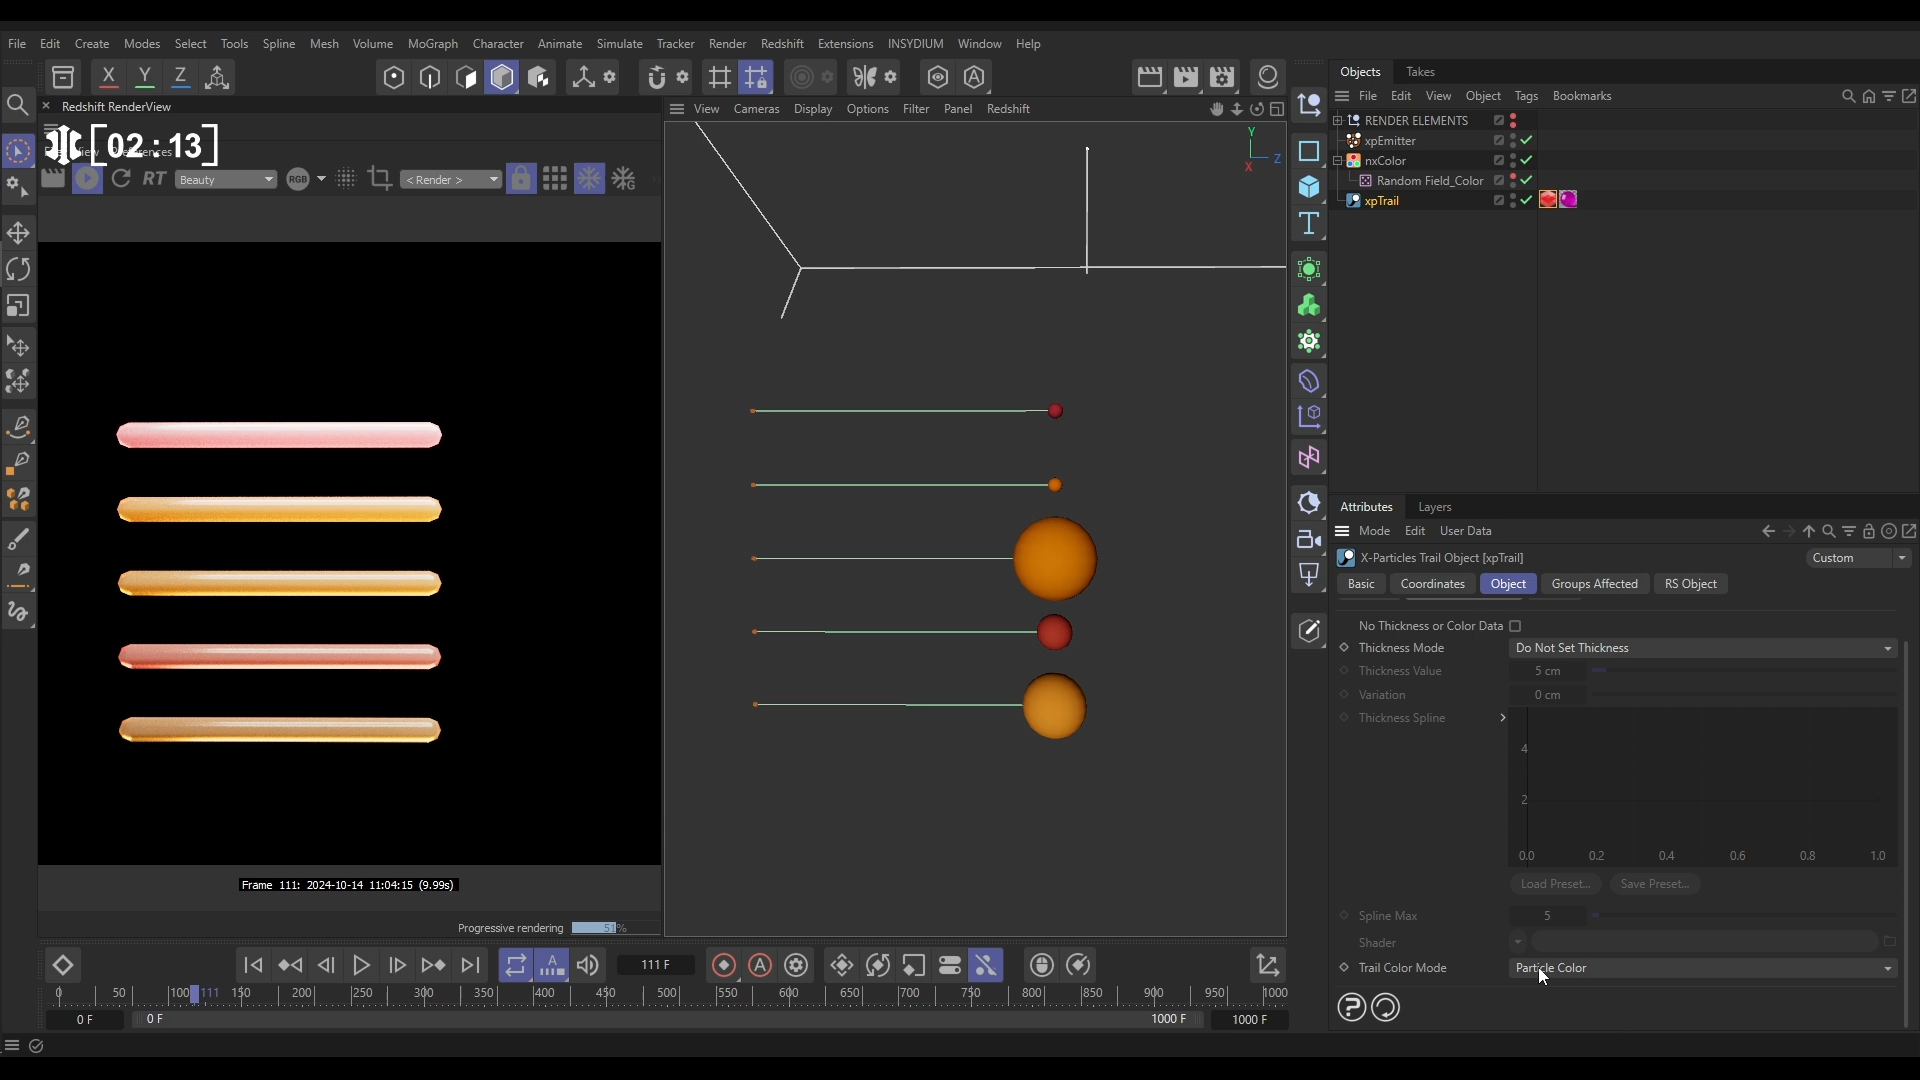 File Edit Create Modes Select Tools Spline Mesh Volume MoGraph Character Animate Simulate Tracker Render Redshift Extensions INSYDIUM Window Help
X Y Z
Redshift RenderView
[02:13]
RT Beauty RGB < Render >
View Cameras Display Options Filter Panel Redshift
Y
Z
X
Frame 111: 2024-10-14 11:04:15 (9.99s)
Progressive rendering 51%
Objects Takes
File Edit View Object Tags Bookmarks
RENDER ELEMENTS
xpEmitter
nxColor
Random Field_Color
xpTrail
Attributes Layers
Mode Edit User Data
X-Particles Trail Object [xpTrail] Custom
Basic Coordinates Object Groups Affected RS Object
No Thickness or Color Data
Thickness Mode Do Not Set Thickness
Thickness Value 5 cm
Variation 0 cm
Thickness Spline
4
2
0.0 0.2 0.4 0.6 0.8 1.0
Load Preset... Save Preset...
Spline Max 5
Shader
Trail Color Mode Particle Color
111 F
0 50 100 111 150 200 250 300 350 400 450 500 550 600 650 700 750 800 850 900 950 1000
0 F 0 F 1000 F 1000 F